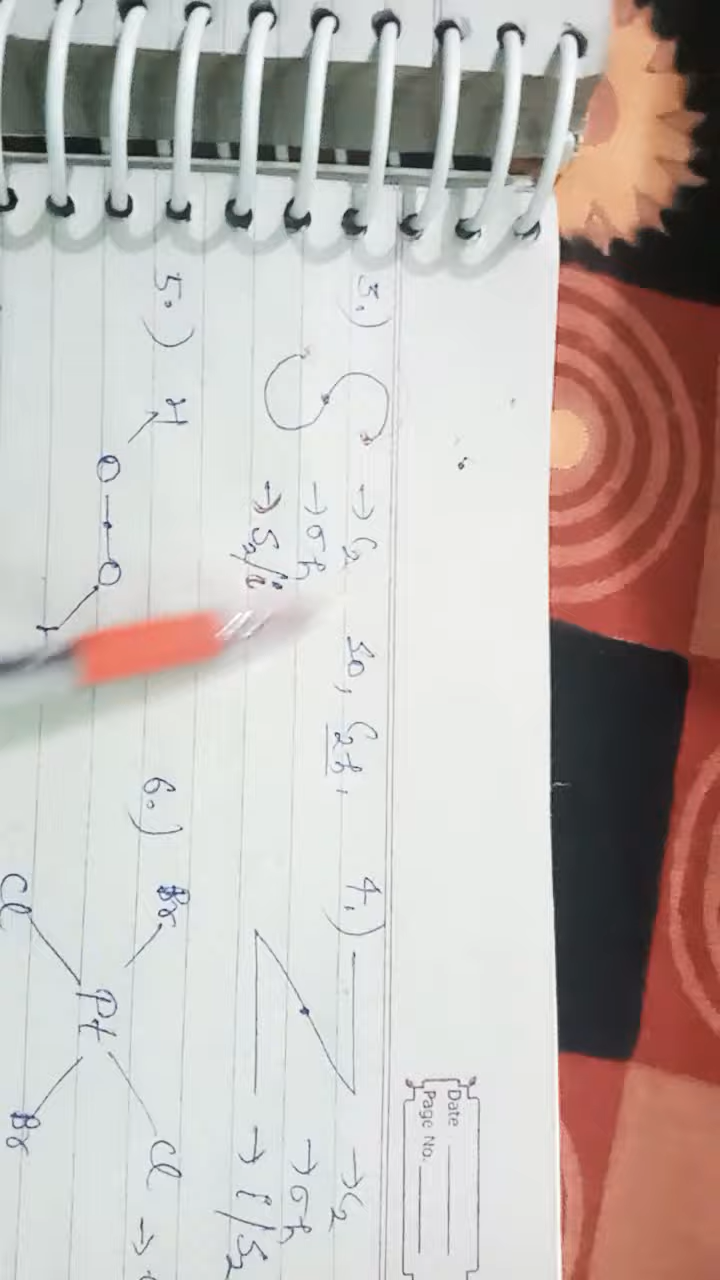 Date
Page No.
3.) S → C₂ So, C₂h,
→ σh
→ S₂/i
4.) Z → C₂
→ σh
→ i/S₂
5.) H
O—O
6.) Br Cl →
Pt
Cl Br